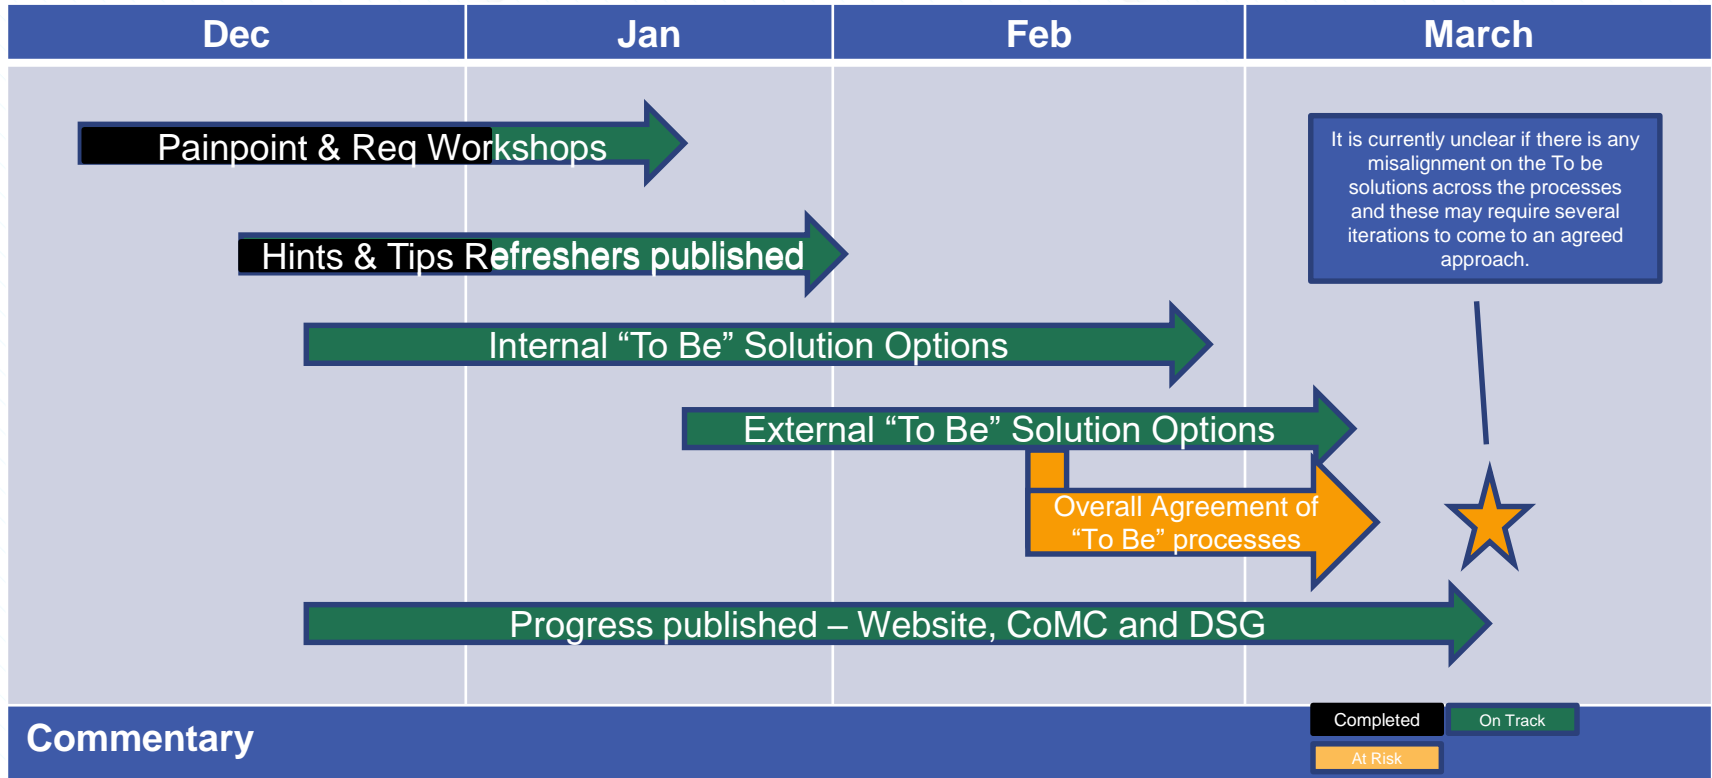 Dec
Jan
Feb
March
Painpoint & Req Workshops
It is currently unclear if there is any
misalignment on the To be
solutions across the processes
and these may require several
iterations to come to an agreed
approach.
Hints & Tips Refreshers published
Internal “To Be” Solution Options
External “To Be” Solution Options
Overall Agreement of
“To Be” processes
Progress published – Website, CoMC and DSG
Commentary
Completed
On Track
At Risk